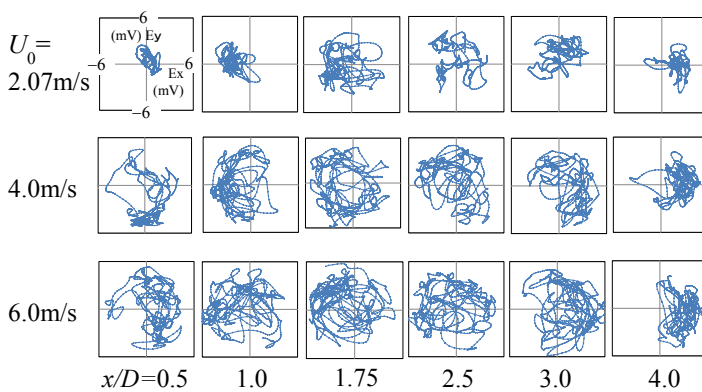 U₀=
2.07m/s
6
(mV) Ey
−6
Ex 6
(mV)
−6
4.0m/s
6.0m/s
x/D=0.5 1.0 1.75 2.5 3.0 4.0